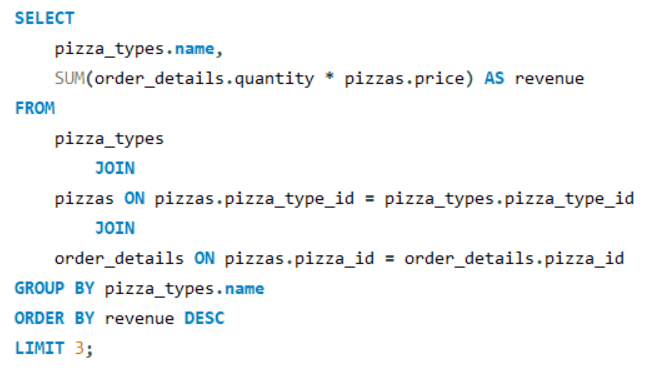 SELECT
    pizza_types.name,
    SUM(order_details.quantity * pizzas.price) AS revenue
FROM
    pizza_types
        JOIN
    pizzas ON pizzas.pizza_type_id = pizza_types.pizza_type_id
        JOIN
    order_details ON pizzas.pizza_id = order_details.pizza_id
GROUP BY pizza_types.name
ORDER BY revenue DESC
LIMIT 3;